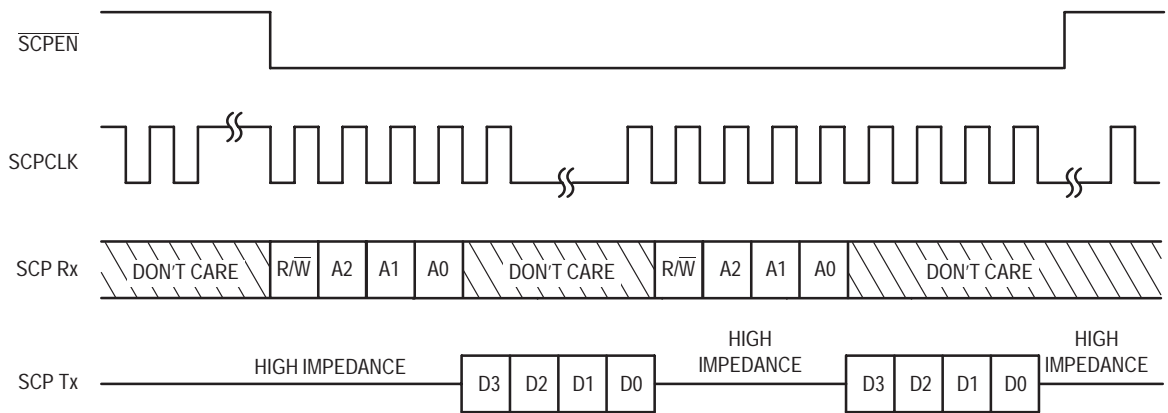 SCPEN
SCPCLK
SCP Rx
DON'T CARE
R/W
A2
A1
A0
DON'T CARE
R/W
A2
A1
A0
DON'T CARE
SCP Tx
HIGH IMPEDANCE
D3
D2
D1
D0
HIGH
IMPEDANCE
D3
D2
D1
D0
HIGH
IMPEDANCE